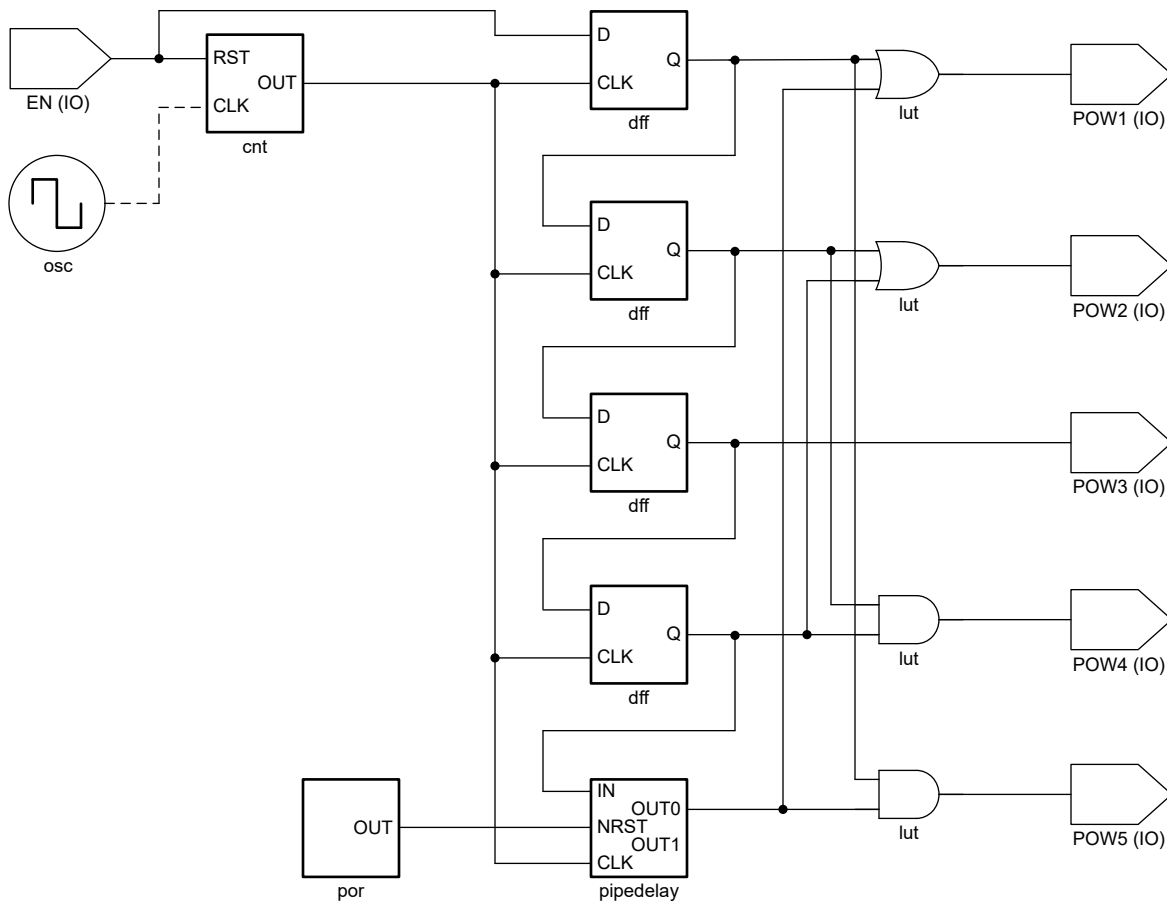 EN (IO)
RST
OUT
CLK
cnt
osc
D
Q
CLK
dff
lut
POW1 (IO)
D
Q
CLK
dff
lut
POW2 (IO)
D
Q
CLK
dff
POW3 (IO)
D
Q
CLK
dff
lut
POW4 (IO)
OUT
por
IN
OUT0
NRST
OUT1
CLK
pipedelay
lut
POW5 (IO)